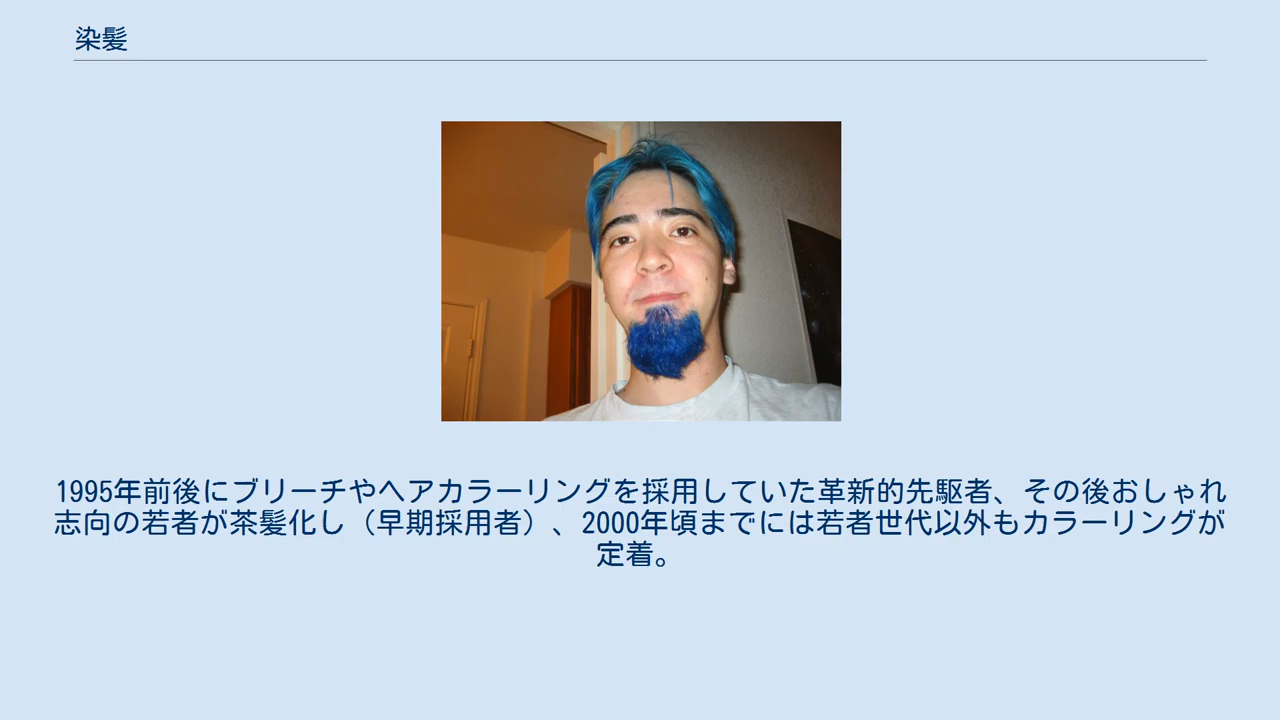 染髪
1995年前後にブリーチやヘアカラーリングを採用していた革新的先駆者、その後おしゃれ
志向の若者が茶髪化し（早期採用者）、2000年頃までには若者世代以外もカラーリングが
定着。